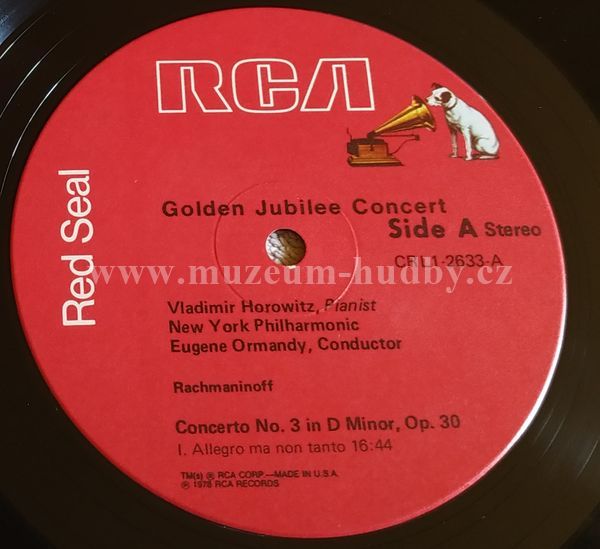 RCA
Red Seal
Golden Jubilee Concert
Side A Stereo
CRL1-2633-A
www.muzeum-hudby.cz
Vladimir Horowitz, Pianist
New York Philharmonic
Eugene Ormandy, Conductor
Rachmaninoff
Concerto No. 3 in D Minor, Op. 30
I. Allegro ma non tanto 16:44
TM(s) ® RCA CORP.—MADE IN U.S.A.
℗ 1978 RCA RECORDS